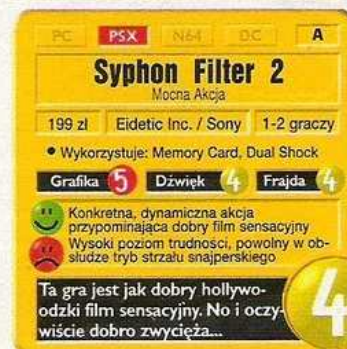 PC PSX N64 DC A
Syphon Filter 2
Mocna Akcja
199 zł Eidetic Inc. / Sony 1-2 graczy
• Wykorzystuje: Memory Card, Dual Shock
Grafika 5 Dźwięk 4 Frajda 4
Konkretna, dynamiczna akcja
przypominająca dobry film sensacyjny
Wysoki poziom trudności, powolny w ob-
słudze tryb strzału snajperskiego
Ta gra jest jak dobry hollywo-
odzki film sensacyjny. No i oczy-
wiście dobro zwycięża...
4